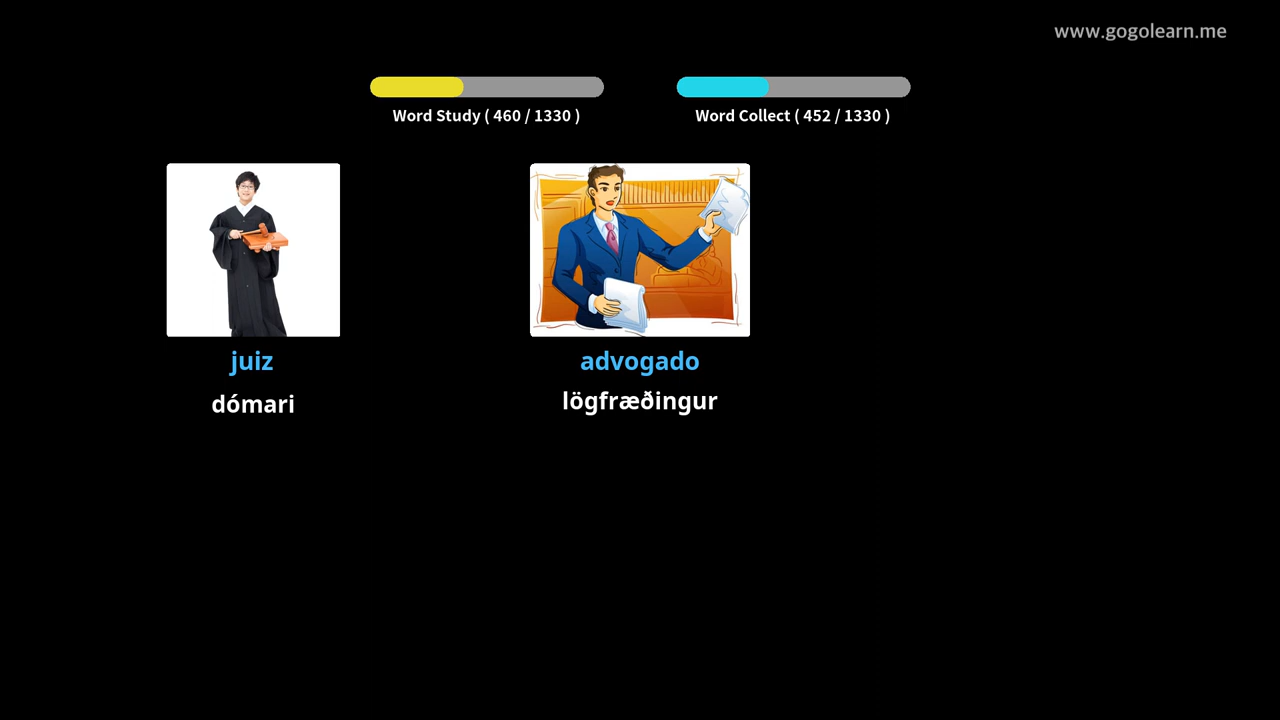 www.gogolearn.me
Word Study ( 460 / 1330 )
Word Collect ( 452 / 1330 )
juiz
advogado
dómari
lögfræðingur